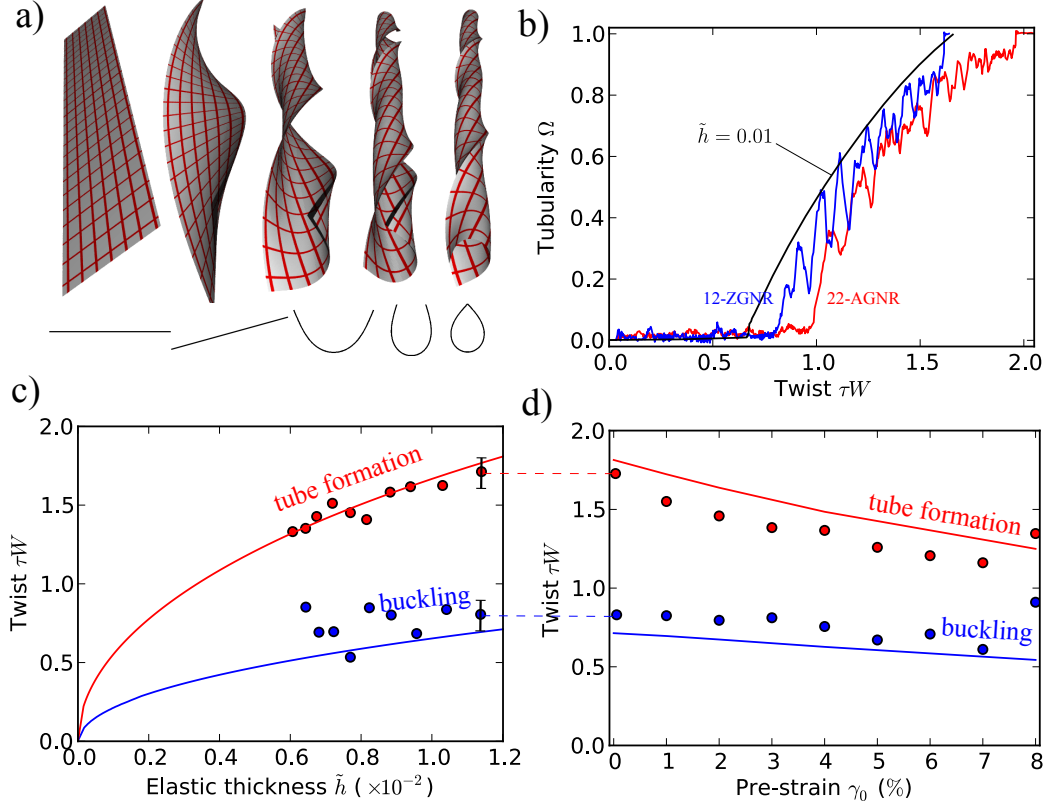 a)
b)
1.0
0.8
0.6
0.4
0.2
0.0
Tubularity Ω
h̃ = 0.01
12-ZGNR
22-AGNR
0.0 0.5 1.0 1.5 2.0
Twist τW
c)
2.0
1.5
1.0
0.5
0.0
Twist τW
tube formation
buckling
0.0 0.2 0.4 0.6 0.8 1.0 1.2
Elastic thickness h̃ (×10⁻²)
d)
2.0
1.5
1.0
0.5
0.0
Twist τW
tube formation
buckling
0 1 2 3 4 5 6 7 8
Pre-strain γ₀ (%)